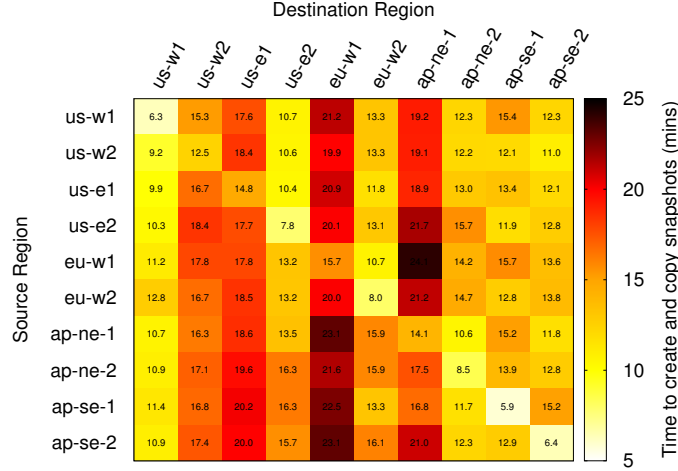 Destination Region
us-w1 us-w2 us-e1 us-e2 eu-w1 eu-w2 ap-ne-1 ap-ne-2 ap-se-1 ap-se-2
us-w1 6.3 15.3 17.6 10.7 21.2 13.3 19.2 12.3 15.4 12.3
us-w2 9.2 12.5 18.4 10.6 19.9 13.3 19.1 12.2 12.1 11.0
us-e1 9.9 16.7 14.8 10.4 20.9 11.8 18.9 13.0 13.4 12.1
us-e2 10.3 18.4 17.7 7.8 20.1 13.1 21.7 15.7 11.9 12.8
eu-w1 11.2 17.8 17.8 13.2 15.7 10.7 14.2 15.7 13.6
eu-w2 12.8 16.7 18.5 13.2 20.0 8.0 21.2 14.7 12.8 13.8
ap-ne-1 10.7 16.3 18.6 13.5 23.1 15.9 14.1 10.6 15.2 11.8
ap-ne-2 10.9 17.1 19.6 16.3 21.6 15.9 17.5 8.5 13.9 12.8
ap-se-1 11.4 16.8 20.2 16.3 22.5 13.3 16.8 11.7 5.9 15.2
ap-se-2 10.9 17.4 20.0 15.7 23.1 16.1 21.0 12.3 12.9 6.4
Source Region
25
20
15
10
5
Time to create and copy snapshots (mins)